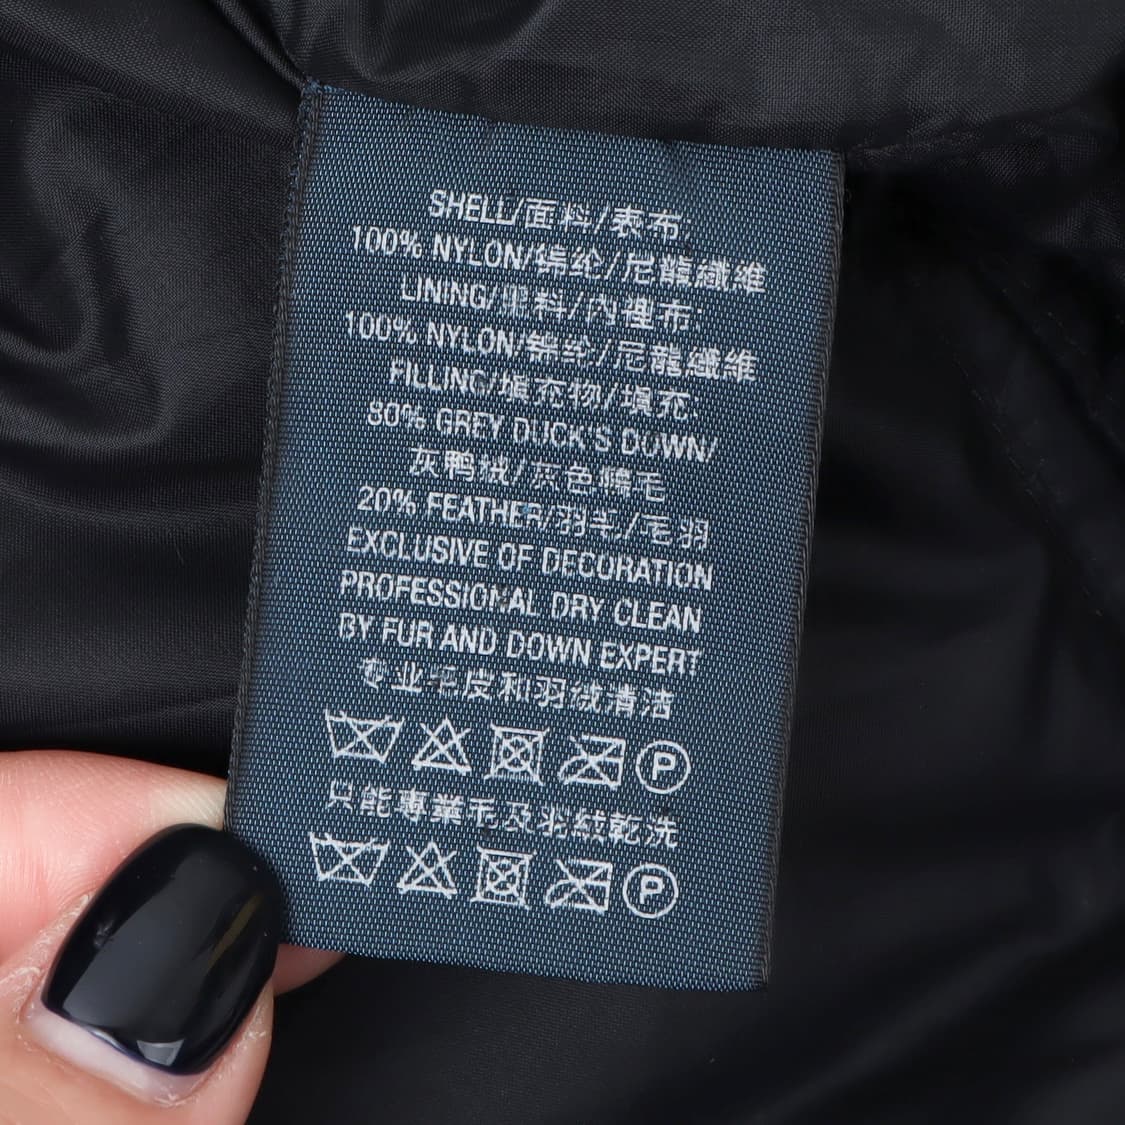 SHELL/面料/表布:
100% NYLON/锦纶/尼龍纖維
LINING/里料/內裡布:
100% NYLON/锦纶/尼龍纖維
FILLING/填充物/填充:
80% GREY DUCK'S DOWN/
灰鸭绒/灰色鴨毛
20% FEATHER/羽毛/毛羽
EXCLUSIVE OF DECORATION
PROFESSIONAL DRY CLEAN
BY FUR AND DOWN EXPERT
专业毛皮和羽绒清洁
P
只能專業毛及羽絨乾洗
P